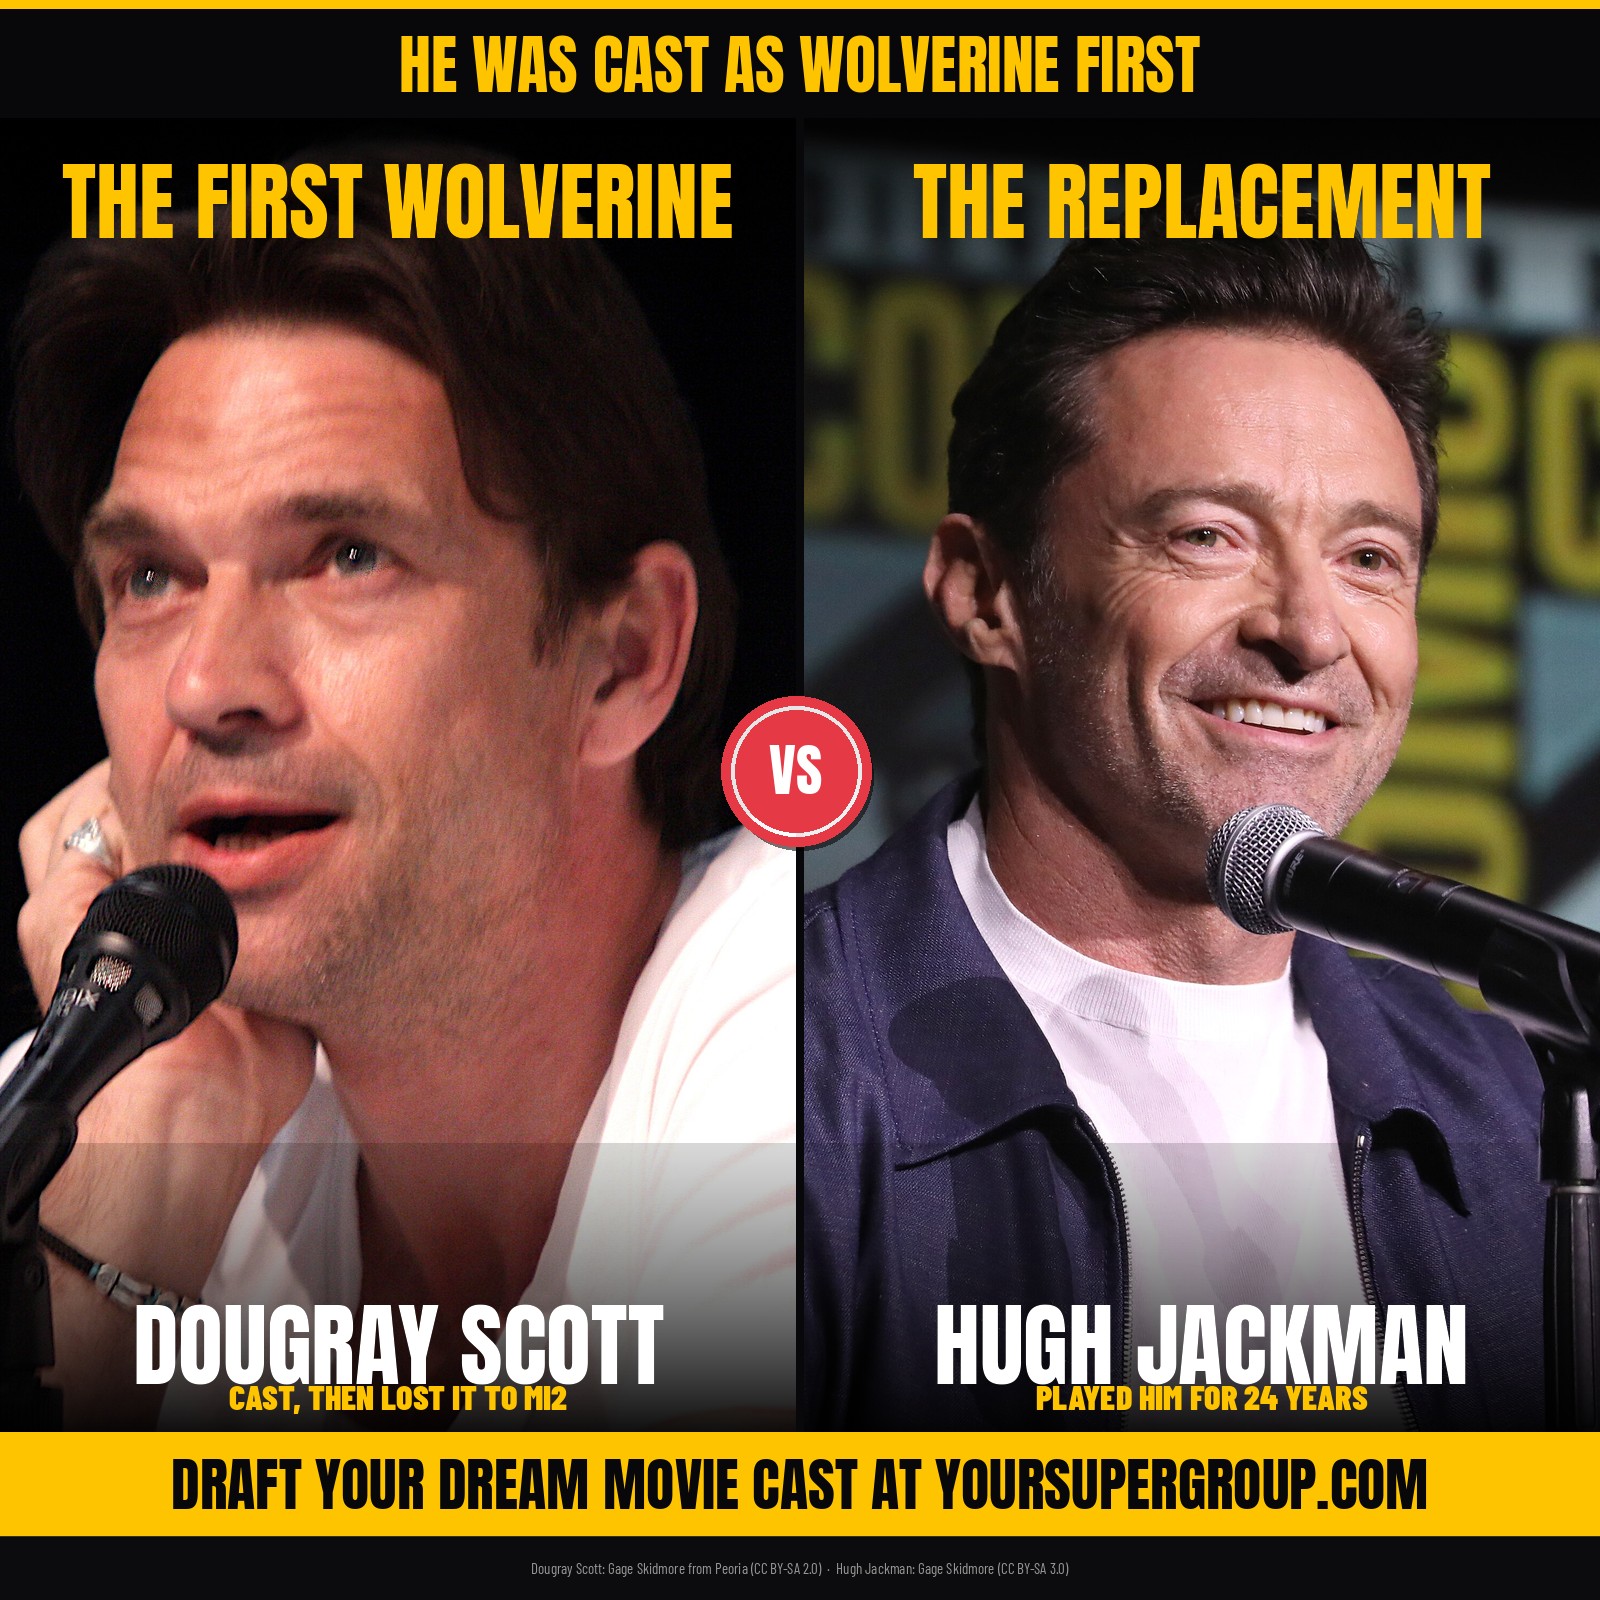 HE WAS CAST AS WOLVERINE FIRST
THE FIRST WOLVERINE
THE REPLACEMENT
VS
DOUGRAY SCOTT
CAST, THEN LOST IT TO MI2
HUGH JACKMAN
PLAYED HIM FOR 24 YEARS
DRAFT YOUR DREAM MOVIE CAST AT YOURSUPERGROUP.COM
Dougray Scott: Gage Skidmore from Peoria (CC BY-SA 2.0) · Hugh Jackman: Gage Skidmore (CC BY-SA 3.0)